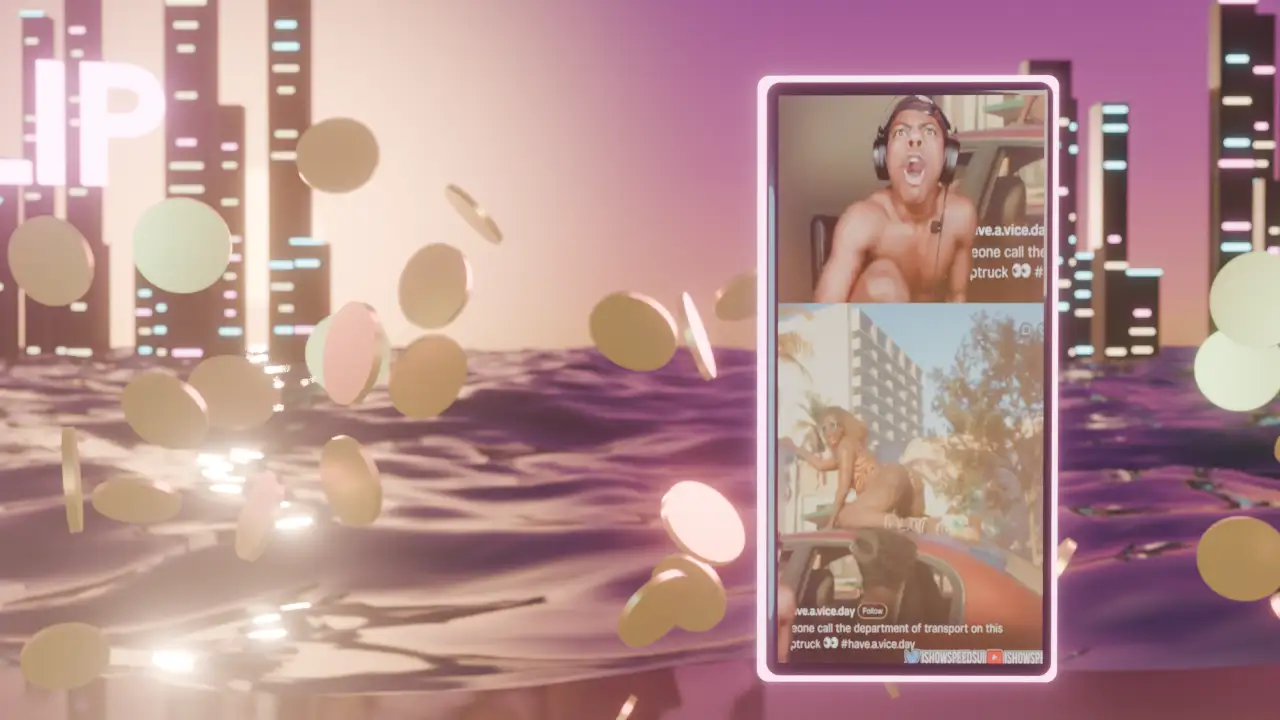 IP
ve.a.vice.da
eone call the
ptruck 👀 #
ve.a.vice.day Follow
eone call the department of transport on this
ptruck 👀 #have.a.vice.day
ISHOWSPEEDSUI ISHOWSPE